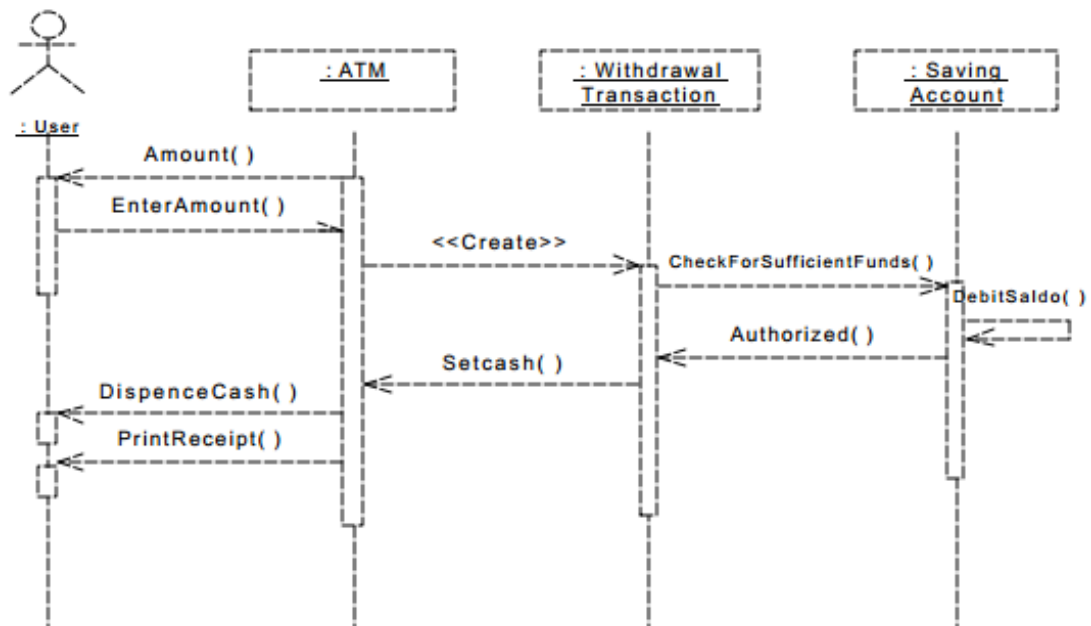 : ATM
: Withdrawal
Transaction
: Saving
Account
: User
Amount( )
EnterAmount( )
<<Create>>
CheckForSufficientFunds( )
DebitSaldo( )
Authorized( )
Setcash( )
DispenceCash( )
PrintReceipt( )